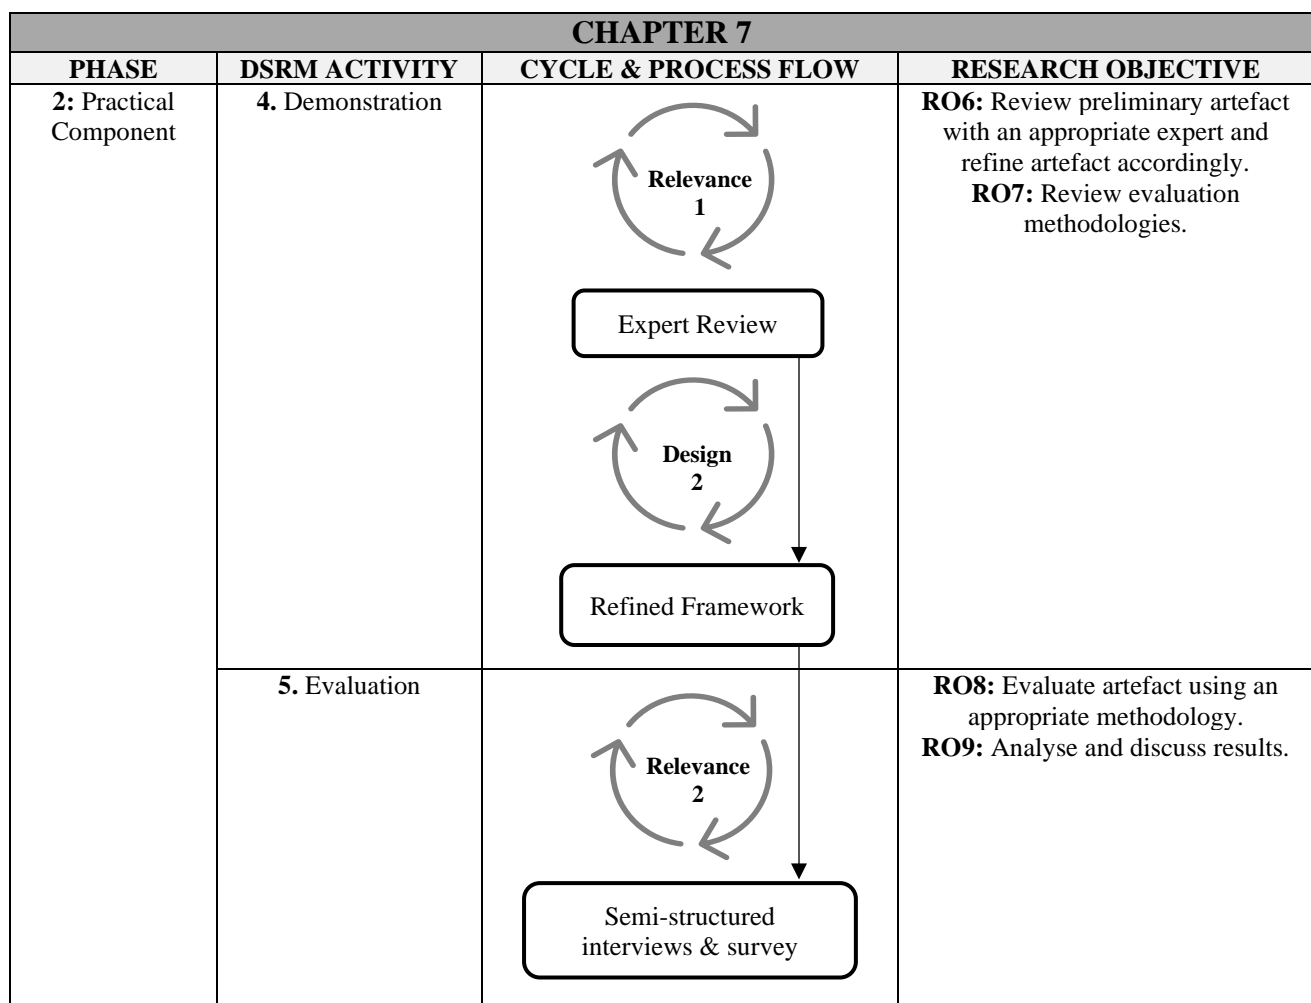 CHAPTER 7
PHASE
DSRM ACTIVITY
CYCLE & PROCESS FLOW
RESEARCH OBJECTIVE
2: Practical
Component
4. Demonstration
Relevance
1
Expert Review
Design
2
Refined Framework
RO6: Review preliminary artefact
with an appropriate expert and
refine artefact accordingly.
RO7: Review evaluation
methodologies.
5. Evaluation
Relevance
2
Semi-structured
interviews & survey
RO8: Evaluate artefact using an
appropriate methodology.
RO9: Analyse and discuss results.